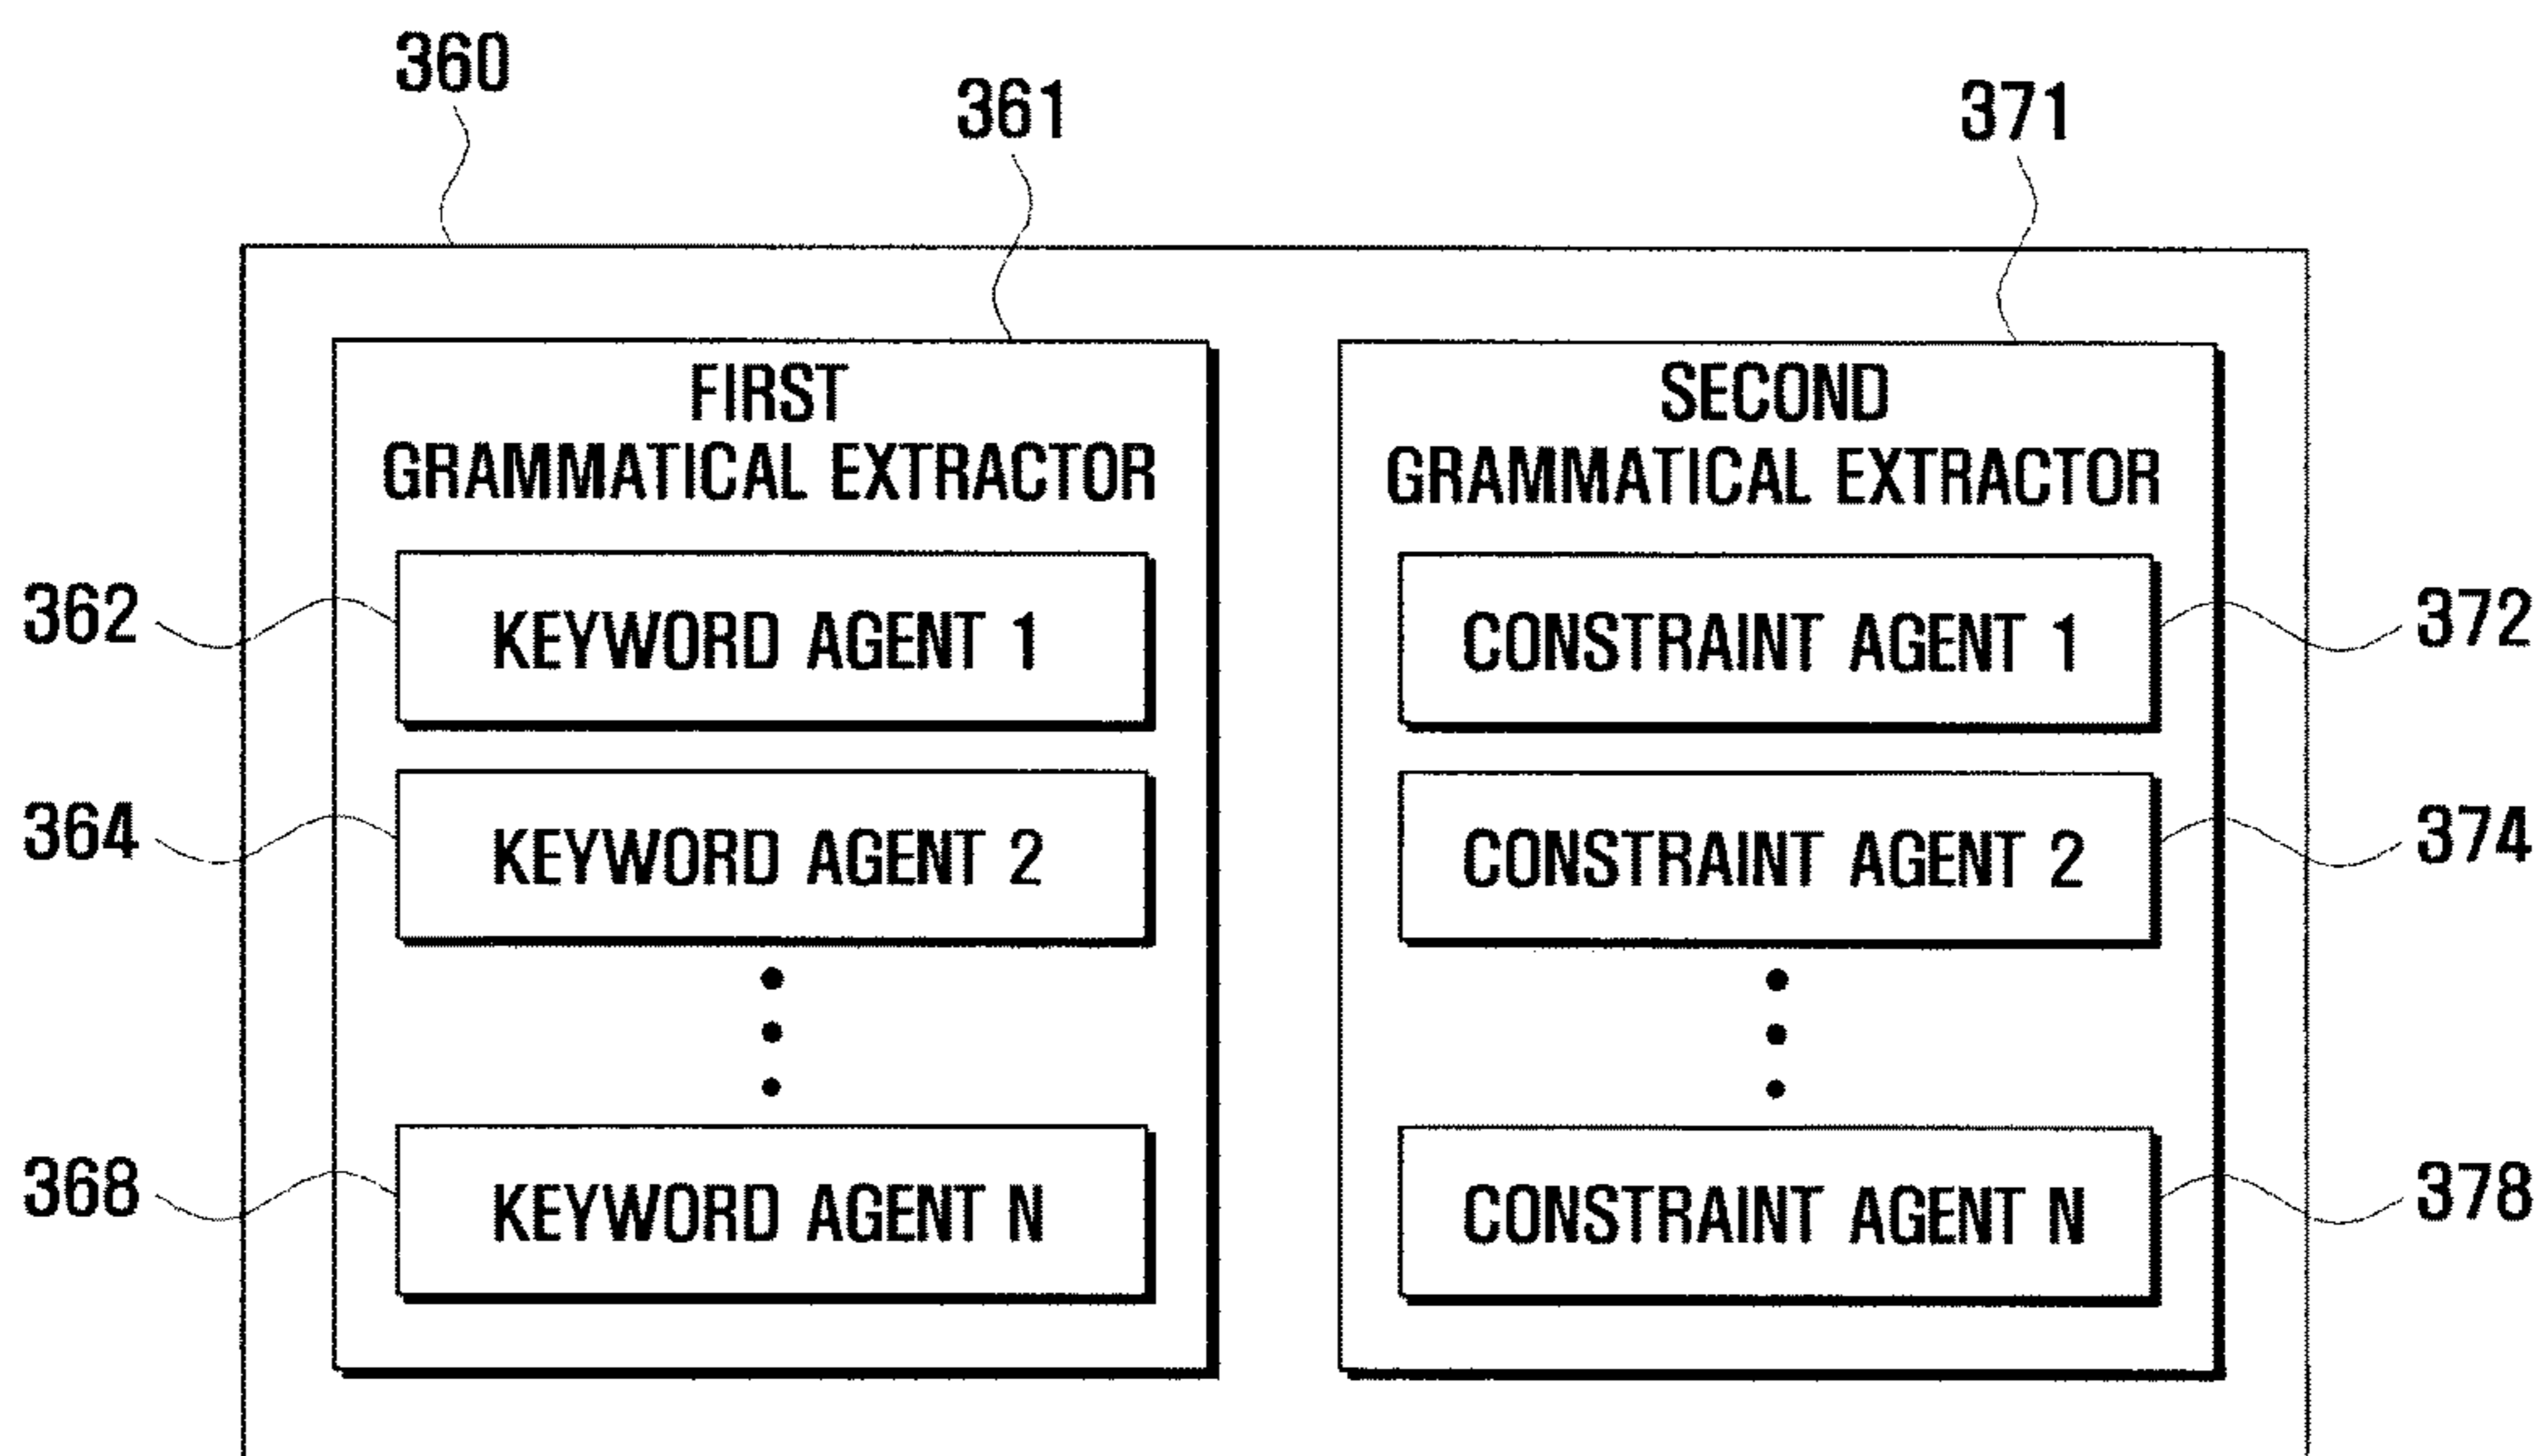 360
361
371
FIRST
GRAMMATICAL EXTRACTOR
362
KEYWORD AGENT 1
364
KEYWORD AGENT 2
368
KEYWORD AGENT N
SECOND
GRAMMATICAL EXTRACTOR
CONSTRAINT AGENT 1
372
CONSTRAINT AGENT 2
374
CONSTRAINT AGENT N
378